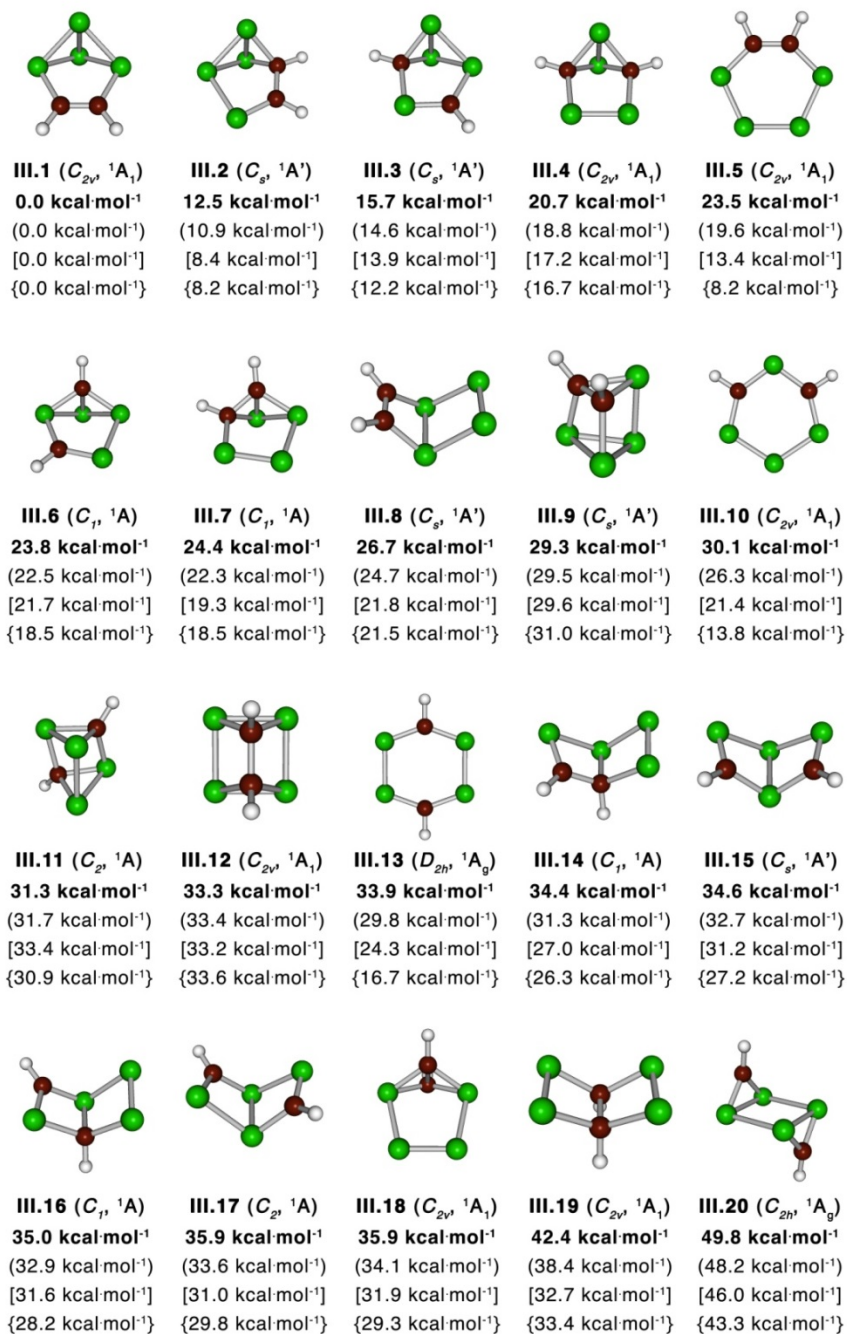 III.1 (C2v, ¹A1) III.2 (Cs, ¹A') III.3 (Cs, ¹A') III.4 (C2v, ¹A1) III.5 (C2v, ¹A1)
0.0 kcal·mol⁻¹ 12.5 kcal·mol⁻¹ 15.7 kcal·mol⁻¹ 20.7 kcal·mol⁻¹ 23.5 kcal·mol⁻¹
(0.0 kcal·mol⁻¹) (10.9 kcal·mol⁻¹) (14.6 kcal·mol⁻¹) (18.8 kcal·mol⁻¹) (19.6 kcal·mol⁻¹)
[0.0 kcal·mol⁻¹] [8.4 kcal·mol⁻¹] [13.9 kcal·mol⁻¹] [17.2 kcal·mol⁻¹] [13.4 kcal·mol⁻¹]
{0.0 kcal·mol⁻¹} {8.2 kcal·mol⁻¹} {12.2 kcal·mol⁻¹} {16.7 kcal·mol⁻¹} {8.2 kcal·mol⁻¹}
III.6 (C1, ¹A) III.7 (C1, ¹A) III.8 (Cs, ¹A') III.9 (Cs, ¹A') III.10 (C2v, ¹A1)
23.8 kcal·mol⁻¹ 24.4 kcal·mol⁻¹ 26.7 kcal·mol⁻¹ 29.3 kcal·mol⁻¹ 30.1 kcal·mol⁻¹
(22.5 kcal·mol⁻¹) (22.3 kcal·mol⁻¹) (24.7 kcal·mol⁻¹) (29.5 kcal·mol⁻¹) (26.3 kcal·mol⁻¹)
[21.7 kcal·mol⁻¹] [19.3 kcal·mol⁻¹] [21.8 kcal·mol⁻¹] [29.6 kcal·mol⁻¹] [21.4 kcal·mol⁻¹]
{18.5 kcal·mol⁻¹} {18.5 kcal·mol⁻¹} {21.5 kcal·mol⁻¹} {31.0 kcal·mol⁻¹} {13.8 kcal·mol⁻¹}
III.11 (C2, ¹A) III.12 (C2v, ¹A1) III.13 (D2h, ¹Ag) III.14 (C1, ¹A) III.15 (Cs, ¹A')
31.3 kcal·mol⁻¹ 33.3 kcal·mol⁻¹ 33.9 kcal·mol⁻¹ 34.4 kcal·mol⁻¹ 34.6 kcal·mol⁻¹
(31.7 kcal·mol⁻¹) (33.4 kcal·mol⁻¹) (29.8 kcal·mol⁻¹) (31.3 kcal·mol⁻¹) (32.7 kcal·mol⁻¹)
[33.4 kcal·mol⁻¹] [33.2 kcal·mol⁻¹] [24.3 kcal·mol⁻¹] [27.0 kcal·mol⁻¹] [31.2 kcal·mol⁻¹]
{30.9 kcal·mol⁻¹} {33.6 kcal·mol⁻¹} {16.7 kcal·mol⁻¹} {26.3 kcal·mol⁻¹} {27.2 kcal·mol⁻¹}
III.16 (C1, ¹A) III.17 (C2, ¹A) III.18 (C2v, ¹A1) III.19 (C2v, ¹A1) III.20 (C2h, ¹Ag)
35.0 kcal·mol⁻¹ 35.9 kcal·mol⁻¹ 35.9 kcal·mol⁻¹ 42.4 kcal·mol⁻¹ 49.8 kcal·mol⁻¹
(32.9 kcal·mol⁻¹) (33.6 kcal·mol⁻¹) (34.1 kcal·mol⁻¹) (38.4 kcal·mol⁻¹) (48.2 kcal·mol⁻¹)
[31.6 kcal·mol⁻¹] [31.0 kcal·mol⁻¹] [31.9 kcal·mol⁻¹] [32.7 kcal·mol⁻¹] [46.0 kcal·mol⁻¹]
{28.2 kcal·mol⁻¹} {29.8 kcal·mol⁻¹} {29.3 kcal·mol⁻¹} {33.4 kcal·mol⁻¹} {43.3 kcal·mol⁻¹}